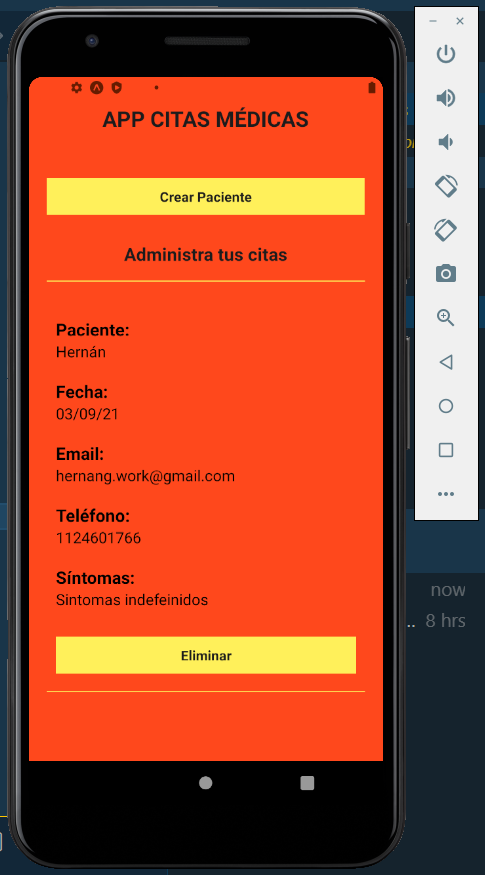 APP CITAS MÉDICAS
Crear Paciente
Administra tus citas
Paciente:
Hernán
Fecha:
03/09/21
Email:
hernang.work@gmail.com
Teléfono:
1124601766
Síntomas:
Sintomas indefeinidos
Eliminar
now
.. 8 hrs